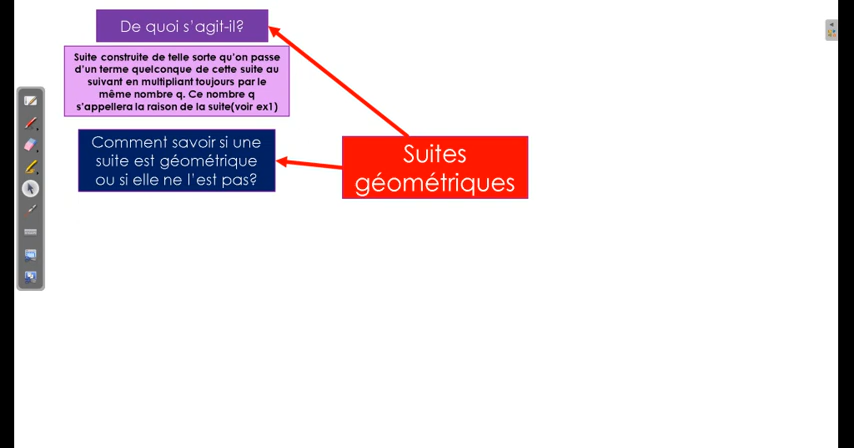 De quoi s’agit-il?
Suite construite de telle sorte qu’on passe
d’un terme quelconque de cette suite au
suivant en multipliant toujours par le
même nombre q. Ce nombre q
s’appellera la raison de la suite(voir ex1)
Comment savoir si une
suite est géométrique
ou si elle ne l’est pas?
Suites
géométriques